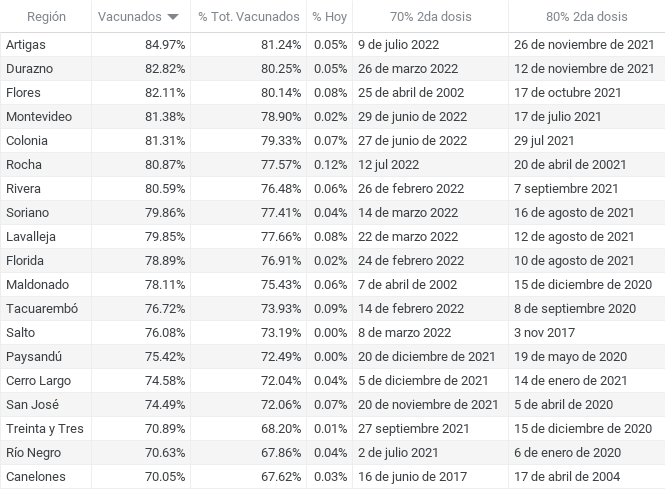 Región Vacunados % Tot. Vacunados % Hoy 70% 2da dosis 80% 2da dosis
Artigas 84.97% 81.24% 0.05% 9 de julio 2022 26 de noviembre de 2021
Durazno 82.82% 80.25% 0.05% 26 de marzo 2022 12 de noviembre de 2021
Flores 82.11% 80.14% 0.08% 25 de abril de 2002 17 de octubre 2021
Montevideo 81.38% 78.90% 0.02% 29 de junio de 2022 17 de julio 2021
Colonia 81.31% 79.33% 0.07% 27 de junio 2022 29 jul 2021
Rocha 80.87% 77.57% 0.12% 12 jul 2022 20 de abril de 20021
Rivera 80.59% 76.48% 0.06% 26 de febrero 2022 7 septiembre 2021
Soriano 79.86% 77.41% 0.04% 14 de marzo 2022 16 de agosto de 2021
Lavalleja 79.85% 77.66% 0.08% 22 de marzo 2022 12 de agosto de 2021
Florida 78.89% 76.91% 0.02% 24 de febrero 2022 10 de agosto de 2021
Maldonado 78.11% 75.43% 0.06% 7 de abril de 2002 15 de diciembre de 2020
Tacuarembó 76.72% 73.93% 0.09% 14 de febrero 2022 8 de septiembre 2020
Salto 76.08% 73.19% 0.00% 8 de marzo 2022 3 nov 2017
Paysandú 75.42% 72.49% 0.00% 20 de diciembre de 2021 19 de mayo de 2020
Cerro Largo 74.58% 72.04% 0.04% 5 de diciembre de 2021 14 de enero de 2021
San José 74.49% 72.06% 0.07% 20 de noviembre de 2021 5 de abril de 2020
Treinta y Tres 70.89% 68.20% 0.01% 27 septiembre 2021 15 de diciembre de 2020
Río Negro 70.63% 67.86% 0.04% 2 de julio 2021 6 de enero de 2020
Canelones 70.05% 67.62% 0.03% 16 de junio de 2017 17 de abril de 2004